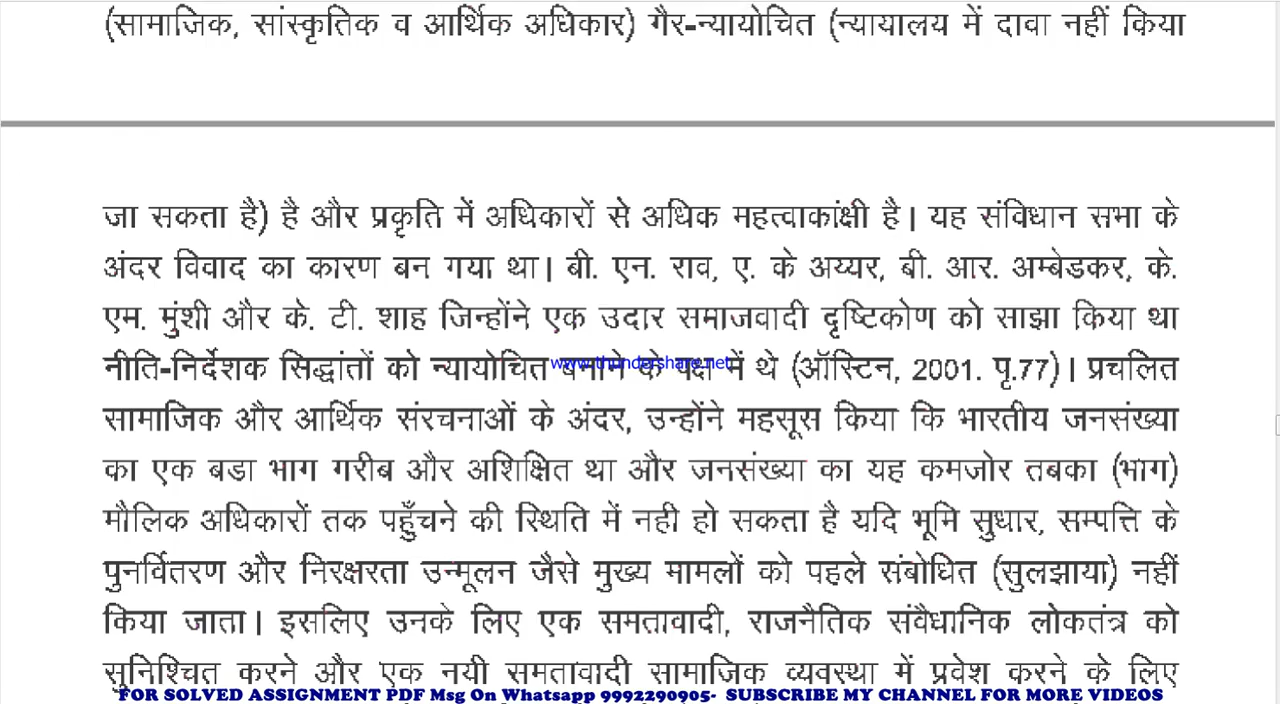 (सामाजिक, सांस्कृतिक व आर्थिक अधिकार) गैर-न्यायोचित (न्यायालय में दावा नहीं किया
जा सकता है) है और प्रकृति में अधिकारों से अधिक महत्वाकांक्षी है। यह संविधान सभा के
अंदर विवाद का कारण बन गया था। बी. एन. राव, ए. के अय्यर, बी. आर. अम्बेडकर, के.
एम. मुंशी और के. टी. शाह जिन्होंने एक उदार समाजवादी दृष्टिकोण को साझा किया था
नीति-निर्देशक सिद्धांतों को न्यायोचित बनाने के पक्ष में थे (ऑस्टिन, 2001. पृ.77)। प्रचलित
www.thundershare.net
सामाजिक और आर्थिक संरचनाओं के अंदर, उन्होंने महसूस किया कि भारतीय जनसंख्या
का एक बडा भाग गरीब और अशिक्षित था और जनसंख्या का यह कमजोर तबका (भाग)
मौलिक अधिकारों तक पहुँचने की स्थिति में नही हो सकता है यदि भूमि सुधार, सम्पत्ति के
पुनर्वितरण और निरक्षरता उन्मूलन जैसे मुख्य मामलों को पहले संबोधित (सुलझाया) नहीं
किया जाता। इसलिए उनके लिए एक समतावादी, राजनैतिक संवैधानिक लोकतंत्र को
सुनिश्चित करने और एक नयी समतावादी सामाजिक व्यवस्था में प्रवेश करने के लिए
FOR SOLVED ASSIGNMENT PDF Msg On Whatsapp 9992290905- SUBSCRIBE MY CHANNEL FOR MORE VIDEOS